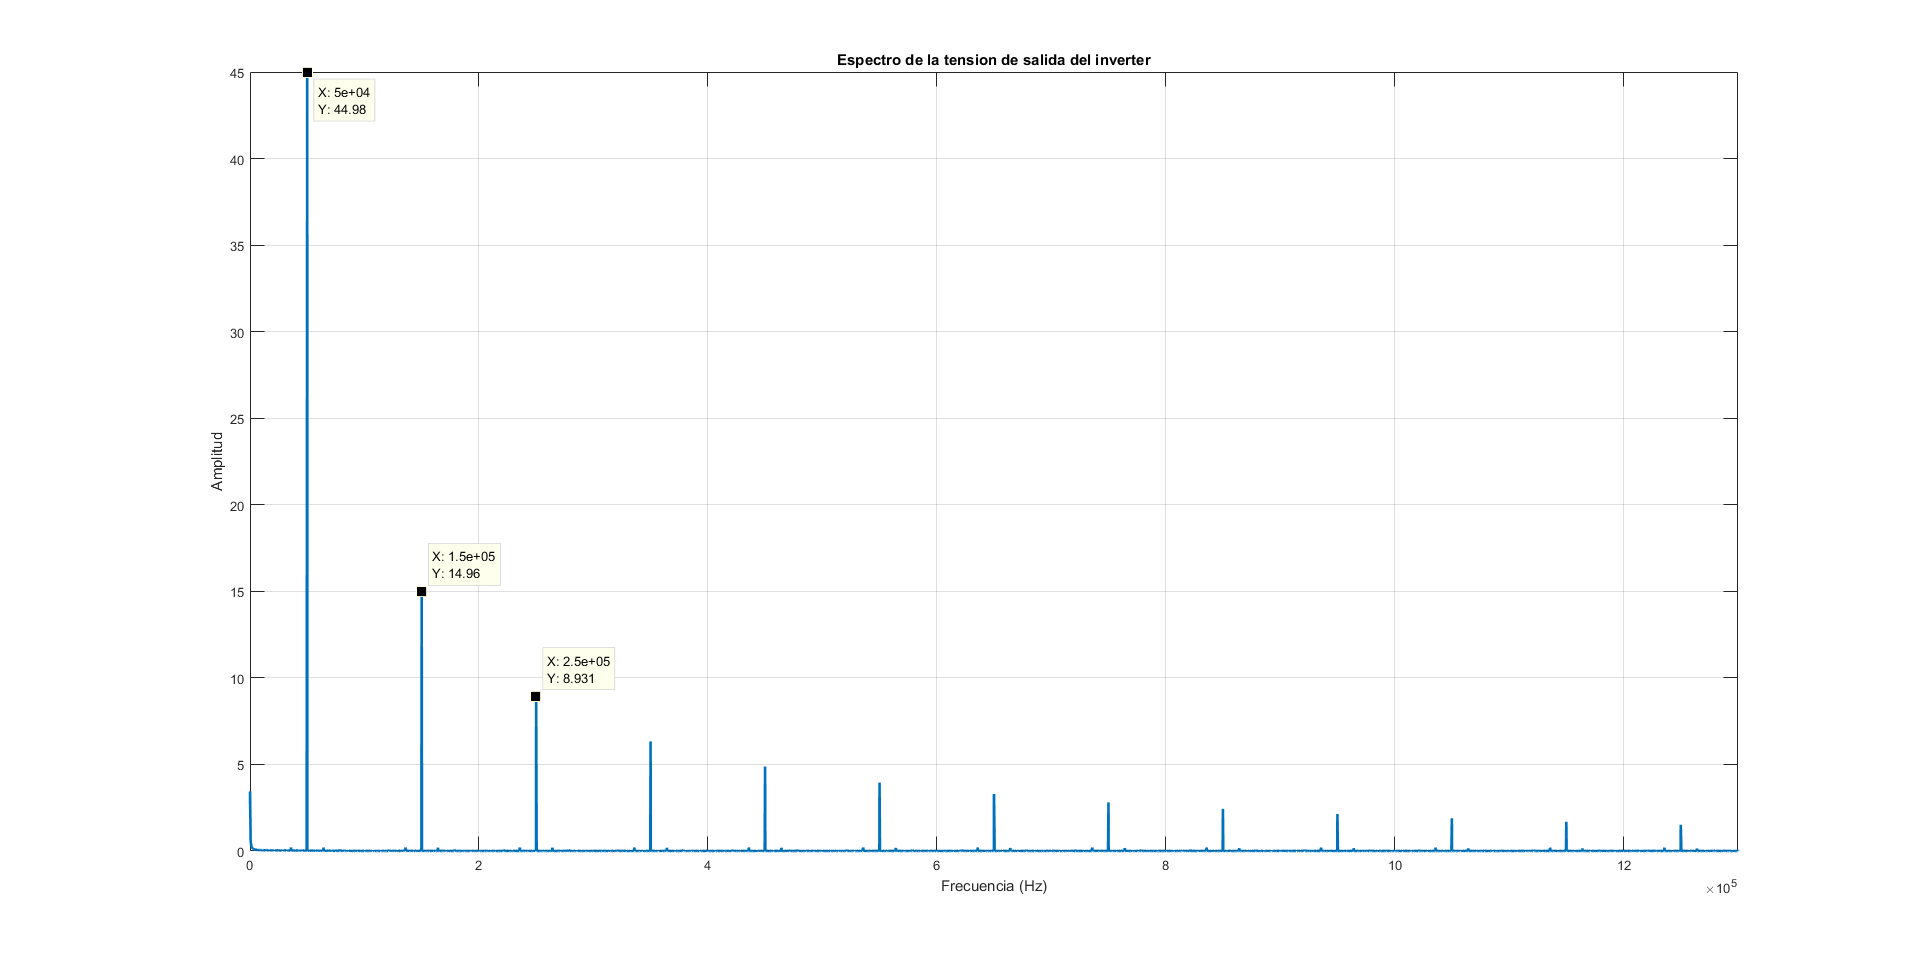 Espectro de la tension de salida del inverter
45
X: 5e+04
Y: 44.98
40
35
30
25
Amplitud
20
X: 1.5e+05
Y: 14.96
15
X: 2.5e+05
Y: 8.931
10
5
0
0 2 4 6 8 10 12
Frecuencia (Hz)
×10⁵